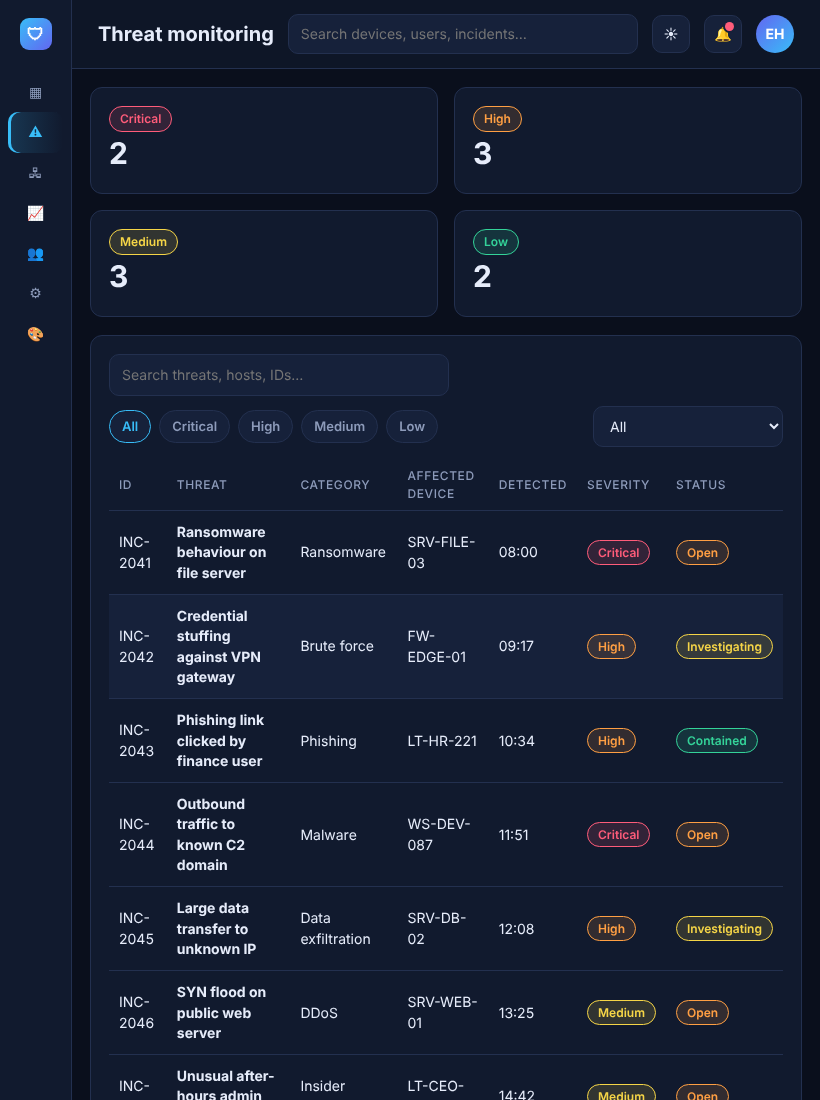 Threat monitoring
Search devices, users, incidents...
EH
Critical
2
High
3
Medium
3
Low
2
Search threats, hosts, IDs...
All
Critical
High
Medium
Low
All
ID
THREAT
CATEGORY
AFFECTED
DEVICE
DETECTED
SEVERITY
STATUS
INC-
2041
Ransomware
behaviour on
file server
Ransomware
SRV-FILE-
03
08:00
Critical
Open
INC-
2042
Credential
stuffing
against VPN
gateway
Brute force
FW-
EDGE-01
09:17
High
Investigating
INC-
2043
Phishing link
clicked by
finance user
Phishing
LT-HR-221
10:34
High
Contained
INC-
2044
Outbound
traffic to
known C2
domain
Malware
WS-DEV-
087
11:51
Critical
Open
INC-
2045
Large data
transfer to
unknown IP
Data
exfiltration
SRV-DB-
02
12:08
High
Investigating
INC-
2046
SYN flood on
public web
server
DDoS
SRV-WEB-
01
13:25
Medium
Open
INC-
Unusual after-
hours admin
Insider
LT-CEO-
14:42
Medium
Open